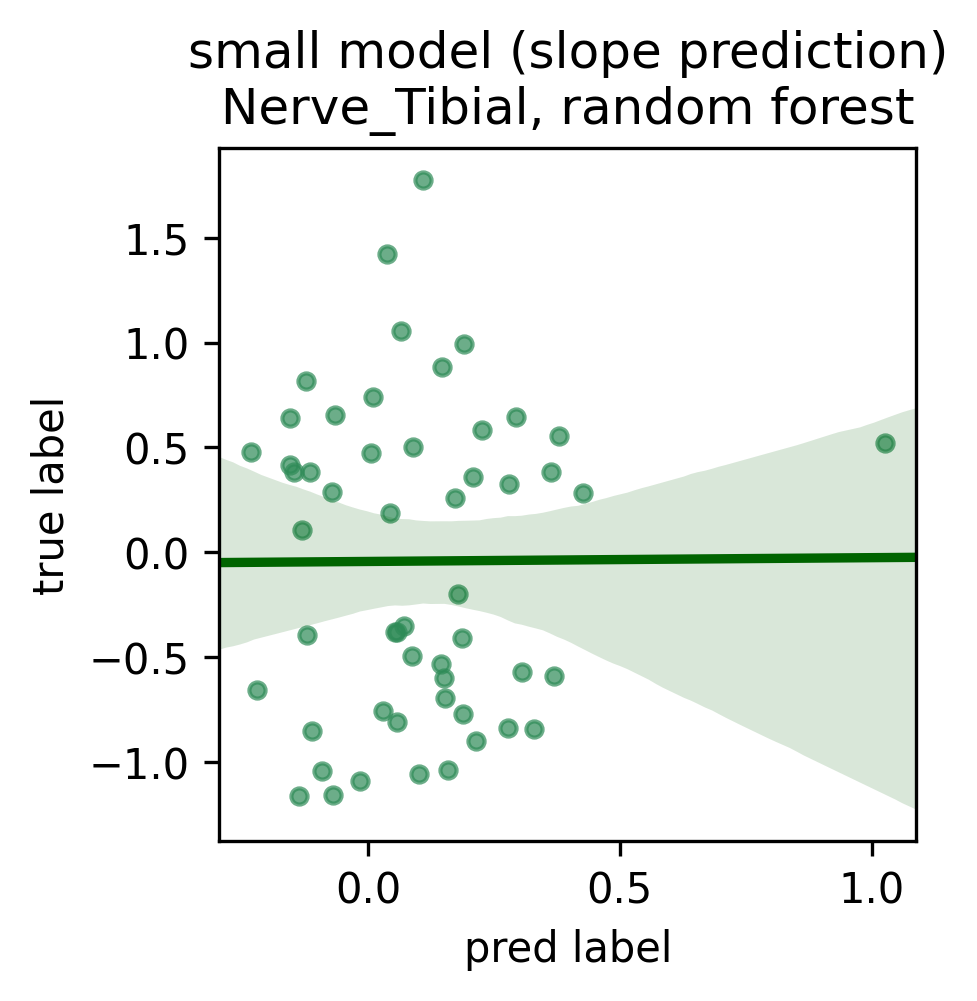 small model (slope prediction)
Nerve_Tibial, random forest
1.5
1.0
0.5
0.0
−0.5
−1.0
true label
0.0 0.5 1.0
pred label